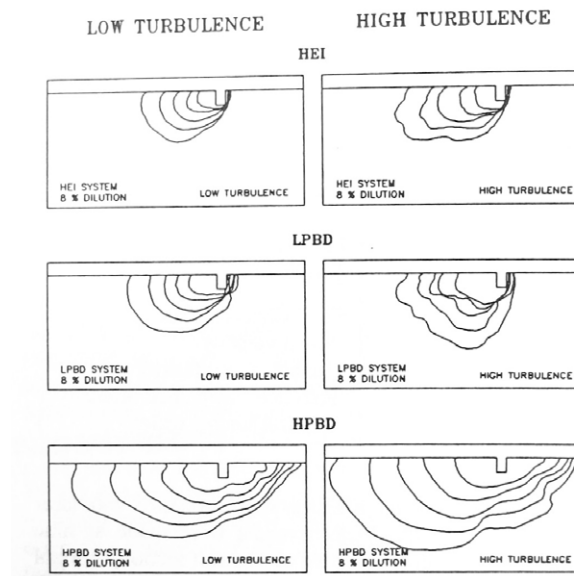 LOW TURBULENCE
HIGH TURBULENCE
HEI
HEI SYSTEM
8 % DILUTION
LOW TURBULENCE
HEI SYSTEM
8 % DILUTION
HIGH TURBULENCE
LPBD
LPBD SYSTEM
8 % DILUTION
LOW TURBULENCE
LPBD SYSTEM
8 % DILUTION
HIGH TURBULENCE
HPBD
HPBD SYSTEM
8 % DILUTION
LOW TURBULENCE
HPBD SYSTEM
8 % DILUTION
HIGH TURBULENCE